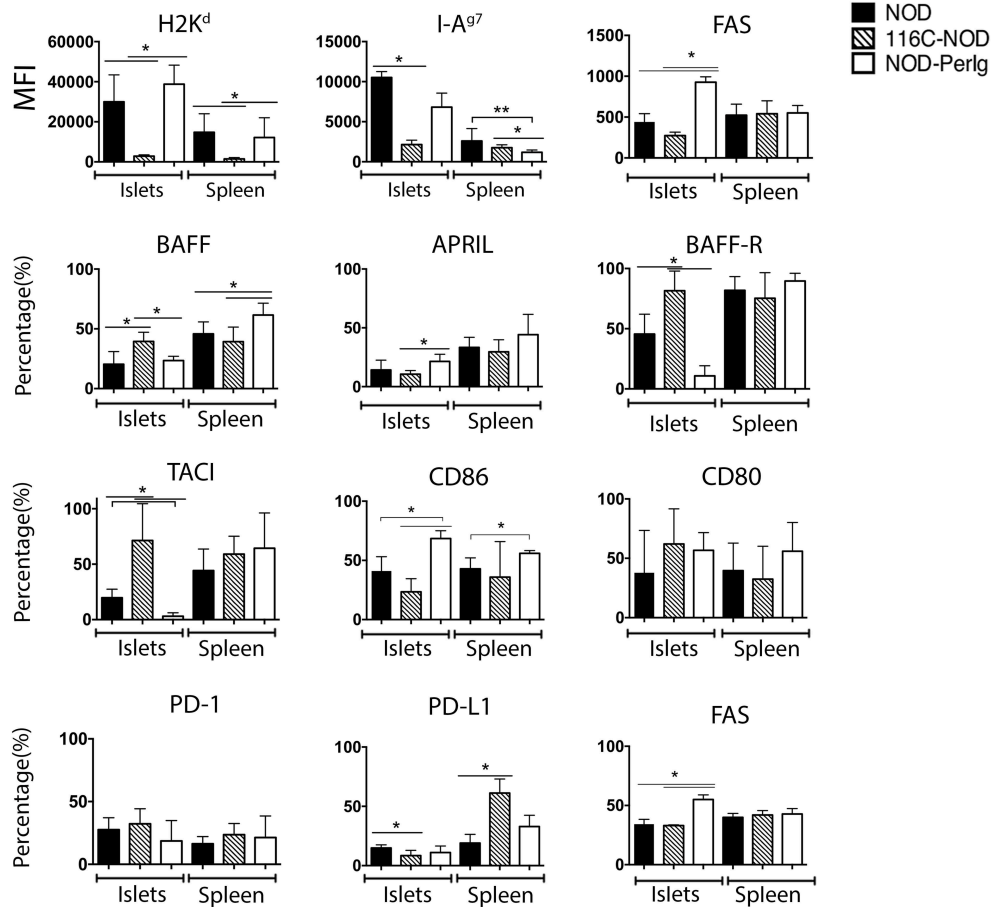 H2Kᵈ
I-Aᵍ⁷
FAS
NOD
116C-NOD
NOD-PerIg
MFI
60000
40000
20000
0
*
*
Islets Spleen
15000
10000
5000
0
*
**
*
Islets Spleen
1500
1000
500
0
*
Islets Spleen
BAFF
APRIL
BAFF-R
Percentage(%)
100
50
0
*
*
*
Islets Spleen
100
50
0
*
Islets Spleen
100
50
0
*
Islets Spleen
TACI
CD86
CD80
Percentage(%)
100
50
0
*
Islets Spleen
100
50
0
*
*
Islets Spleen
100
50
0
Islets Spleen
PD-1
PD-L1
FAS
Percentage(%)
100
50
0
Islets Spleen
100
50
0
*
*
Islets Spleen
100
50
0
*
Islets Spleen